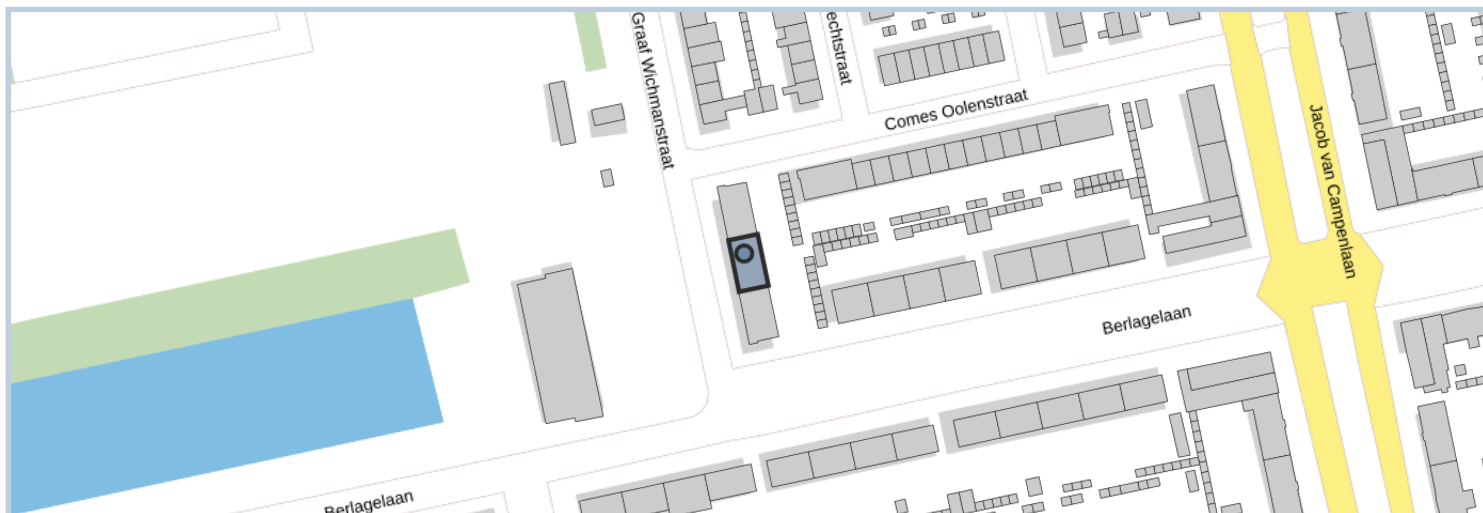 Graaf Wichmanstraat
echtstraat
Comes Oolenstraat
Jacob van Campenlaan
Berlagelaan
Berlagelaan